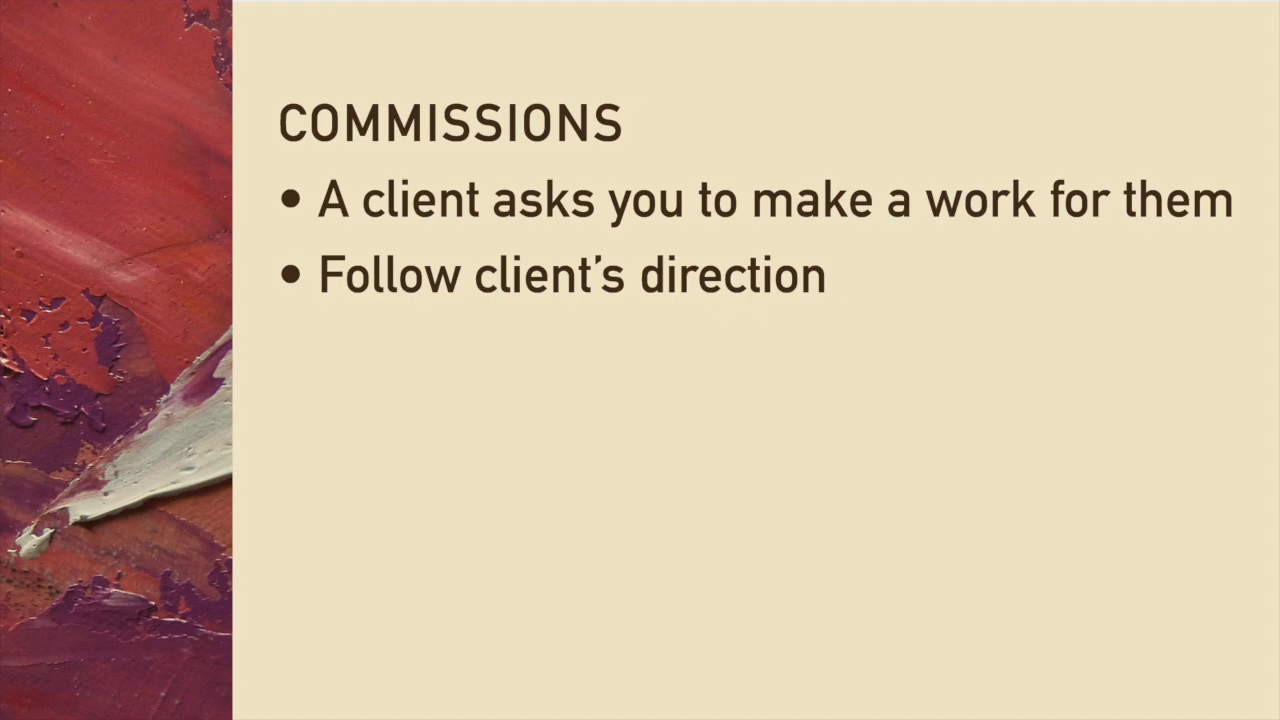 COMMISSIONS
• A client asks you to make a work for them
• Follow client’s direction